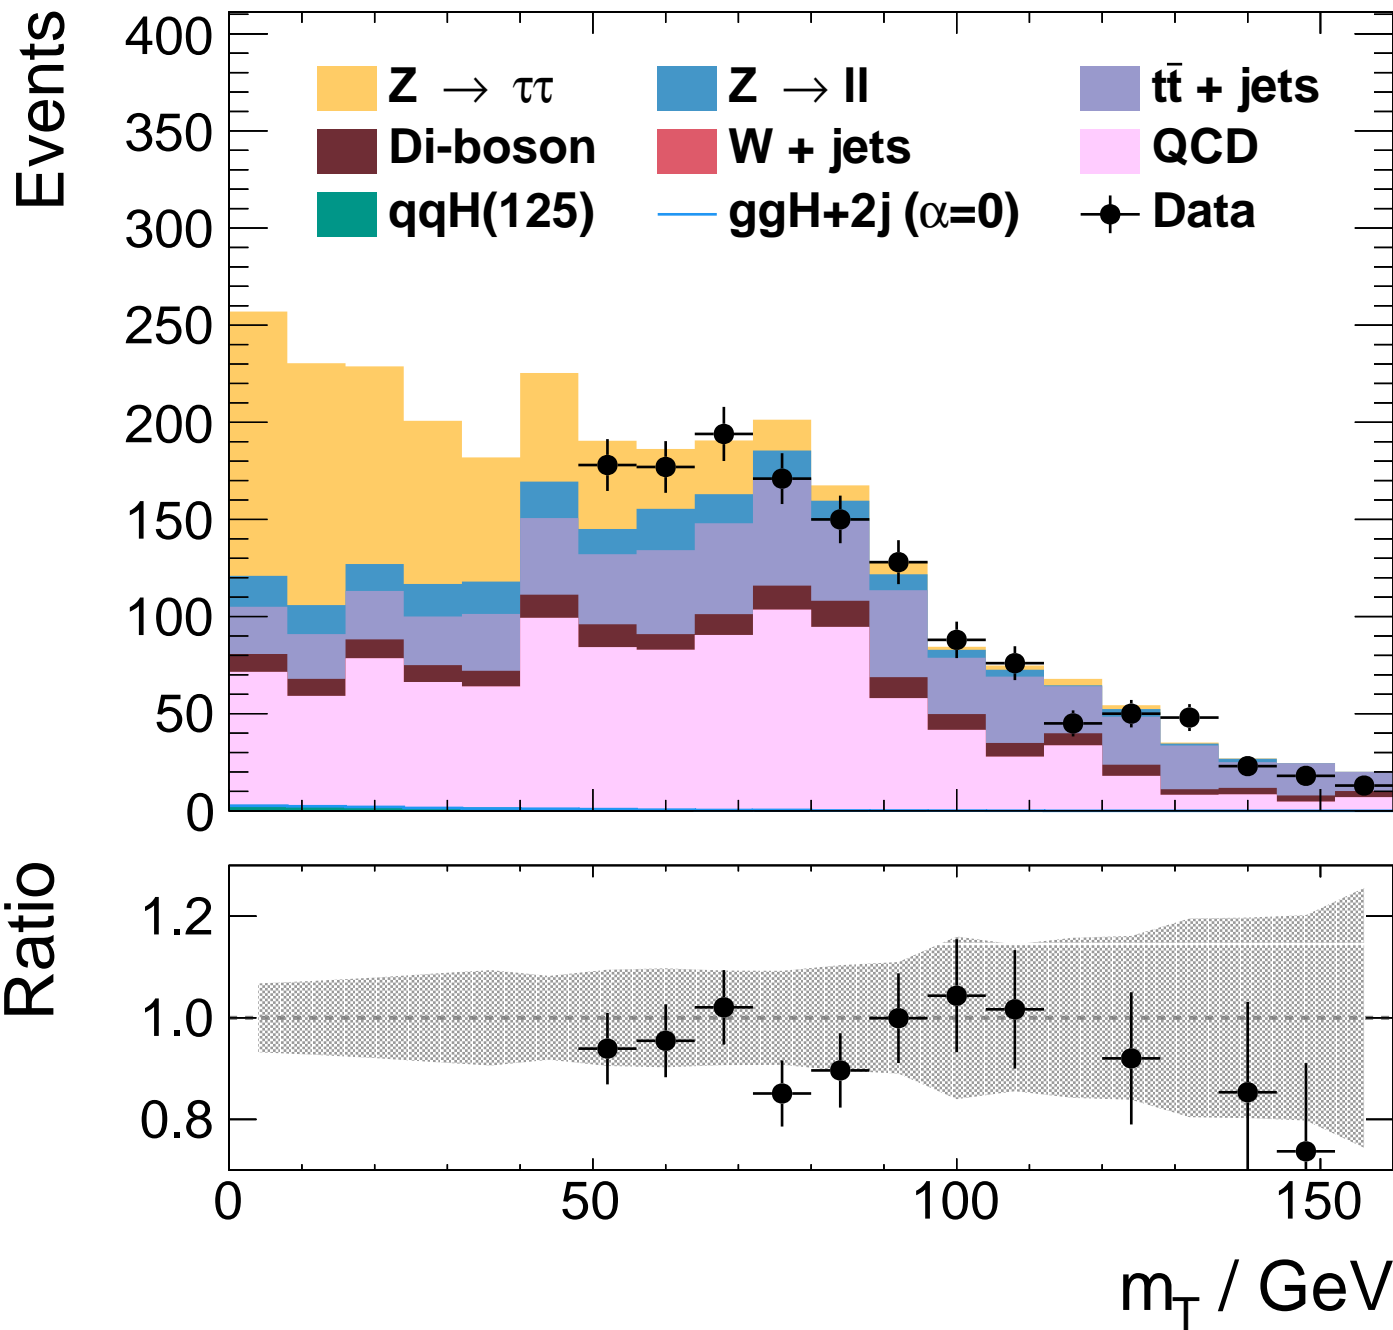 Events
400
350
300
250
200
150
100
50
0
Z → ττ Z → ll tt̄ + jets
Di-boson W + jets QCD
qqH(125) ggH+2j (α=0) Data
Ratio
1.2
1.0
0.8
0 50 100 150
m_T / GeV